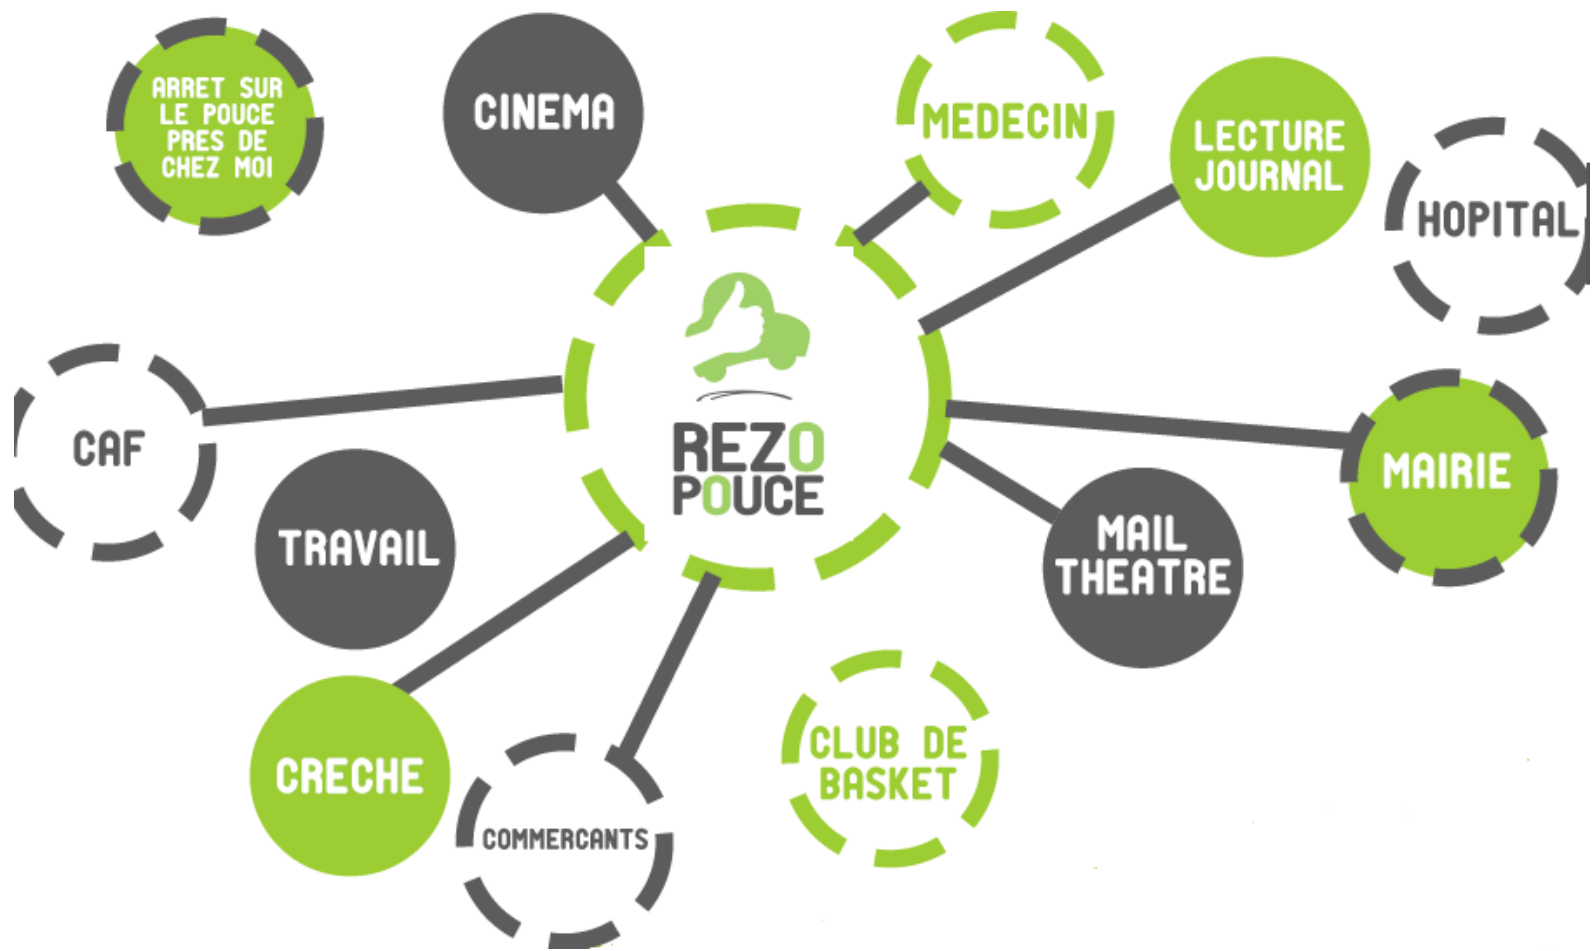 ARRET SUR
LE POUCE
PRES DE
CHEZ MOI
CINEMA
MEDECIN
LECTURE
JOURNAL
HOPITAL
CAF
REZO
POUCE
MAIRIE
TRAVAIL
MAIL
THEATRE
CRECHE
COMMERCANTS
CLUB DE
BASKET